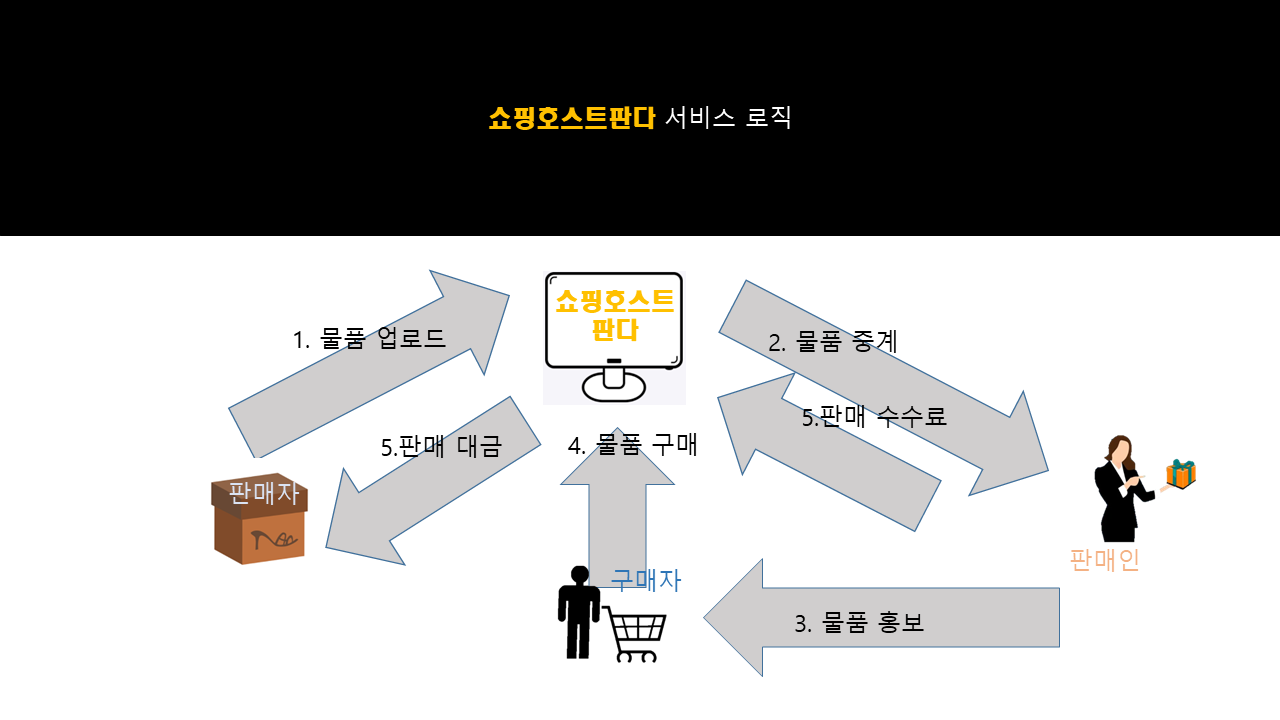 쇼핑호스트판다 서비스 로직
쇼핑호스트
판다
1. 물품 업로드
2. 물품 중계
5.판매 수수료
5.판매 대금
4. 물품 구매
판매자
판매인
구매자
3. 물품 홍보